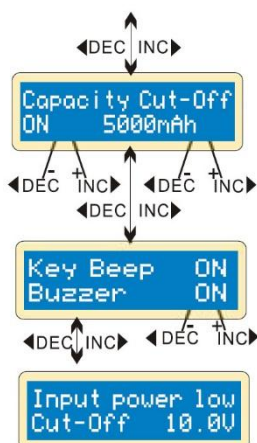 DEC INC
Capacity Cut-Off
ON 5000mAh
DEC - + INC DEC - + INC
DEC INC
Key Beep ON
Buzzer ON
DEC INC DEC - + INC
Input power low
Cut-Off 10.0V